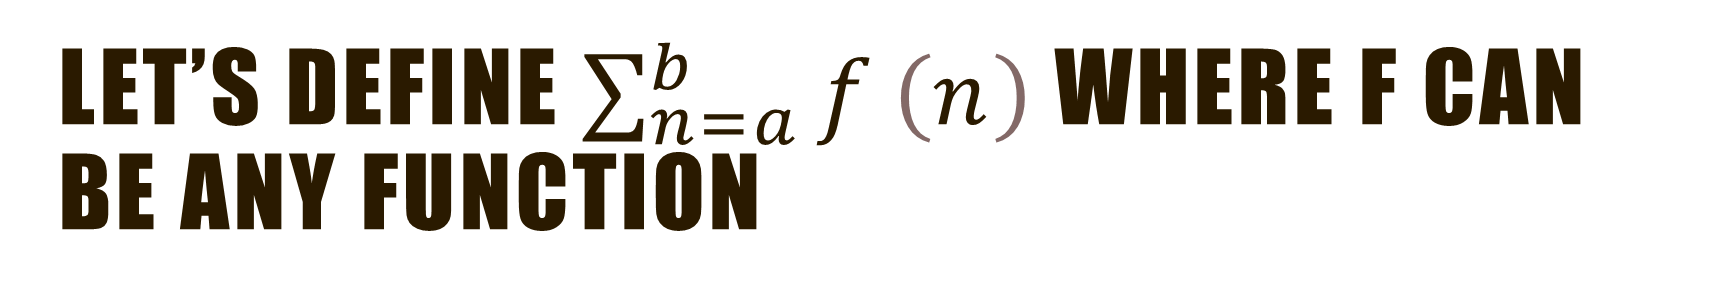 LET’S DEFINE ∑_{n=a}^{b} f (n) WHERE F CAN
BE ANY FUNCTION